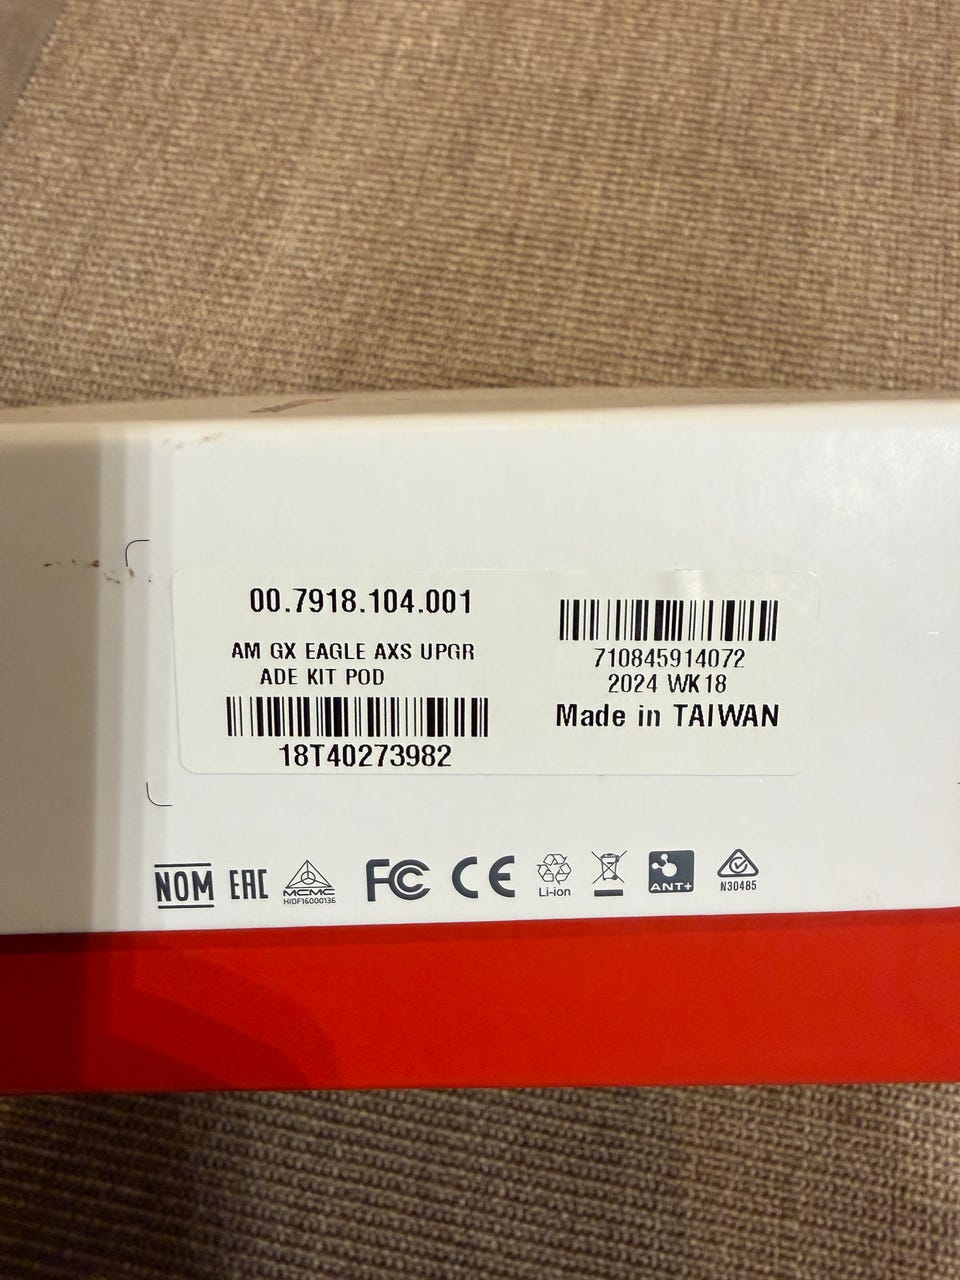 00.7918.104.001
AM GX EAGLE AXS UPGR
ADE KIT POD
18T40273982
710845914072
2024 WK18
Made in TAIWAN
NOM
EAC
MCMC
HIDF16000136
FC
CE
Li-ion
ANT+
N30485